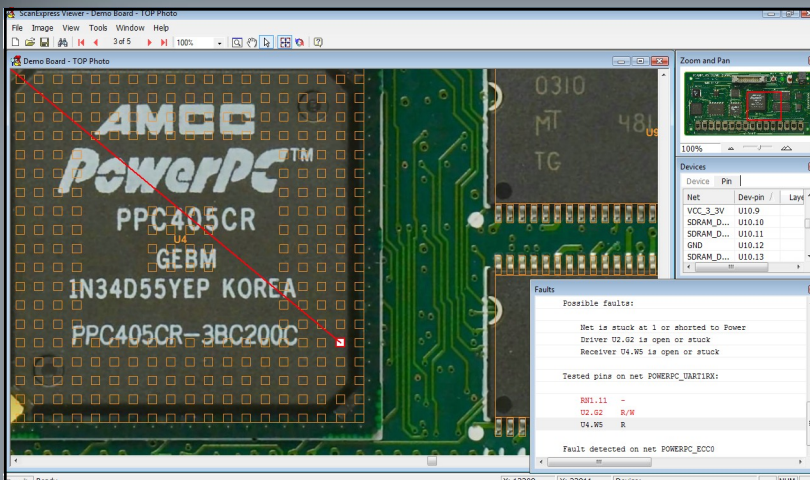 ScanExpress Viewer - Demo Board - TOP Photo
File Image View Tools Window Help
3 of 5 100%
Demo Board - TOP Photo
AMCC
PowerPC™
PPC405CR
U4
GEBM
1N34D55YEP KOREA
PPC405CR-3BC200C
0310
MT 48L
U9
TG
Zoom and Pan
100%
Devices
Device Pin
Net Dev-pin / Laye
VCC_3_3V U10.9
SDRAM_D... U10.10
SDRAM_D... U10.11
GND U10.12
SDRAM_D... U10.13
Faults
Possible faults:
Net is stuck at 1 or shorted to Power
Driver U2.G2 is open or stuck
Receiver U4.W5 is open or stuck
Tested pins on net POWERPC_UART1RX:
RN1.11 -
U2.G2 R/W
U4.W5 R
Fault detected on net POWERPC_ECC0